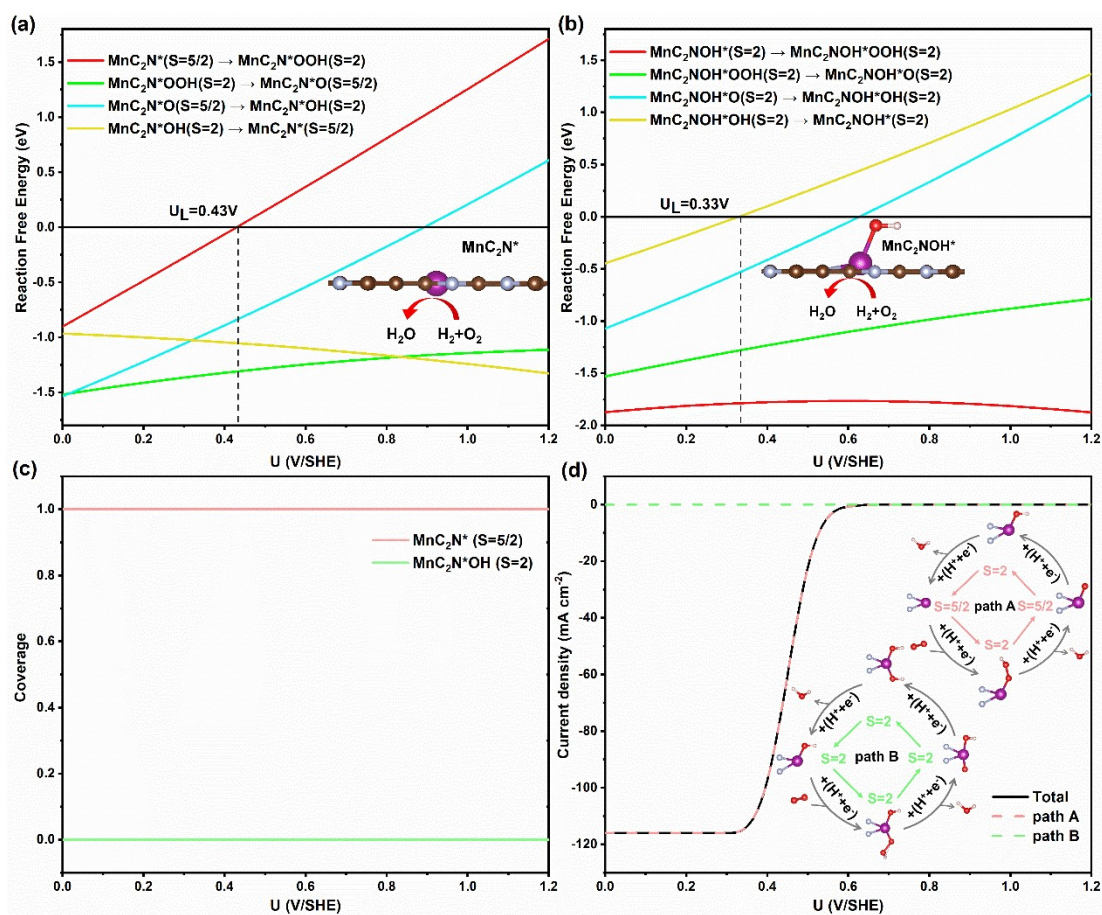 (a)
MnC₂N*(S=5/2) → MnC₂N*OOH(S=2)
MnC₂N*OOH(S=2) → MnC₂N*O(S=5/2)
MnC₂N*O(S=5/2) → MnC₂N*OH(S=2)
MnC₂N*OH(S=2) → MnC₂N*(S=5/2)
U_L=0.43V
MnC₂N*
H₂O
H₂+O₂
Reaction Free Energy (eV)
1.5
1.0
0.5
0.0
-0.5
-1.0
-1.5
0.0 0.2 0.4 0.6 0.8 1.0 1.2
U (V/SHE)
(b)
MnC₂NOH*(S=2) → MnC₂NOH*OOH(S=2)
MnC₂NOH*OOH(S=2) → MnC₂NOH*O(S=2)
MnC₂NOH*O(S=2) → MnC₂NOH*OH(S=2)
MnC₂NOH*OH(S=2) → MnC₂NOH*(S=2)
U_L=0.33V
MnC₂NOH*
H₂O
H₂+O₂
Reaction Free Energy (eV)
1.5
1.0
0.5
0.0
-0.5
-1.0
-1.5
-2.0
0.0 0.2 0.4 0.6 0.8 1.0 1.2
U (V/SHE)
(c)
MnC₂N* (S=5/2)
MnC₂N*OH (S=2)
Coverage
1.0
0.8
0.6
0.4
0.2
0.0
0.0 0.2 0.4 0.6 0.8 1.0 1.2
U (V/SHE)
(d)
Current density (mA cm⁻²)
0
-20
-40
-60
-80
-100
-120
0.0 0.2 0.4 0.6 0.8 1.0 1.2
U (V/SHE)
+(H⁺+e⁻)
+(H⁺+e⁻)
S=2
S=5/2
path A
S=5/2
S=2
+(H⁺+e⁻)
+(H⁺+e⁻)
+(H⁺+e⁻)
+(H⁺+e⁻)
S=2
S=2
path B
S=2
S=2
+(H⁺+e⁻)
+(H⁺+e⁻)
Total
path A
path B